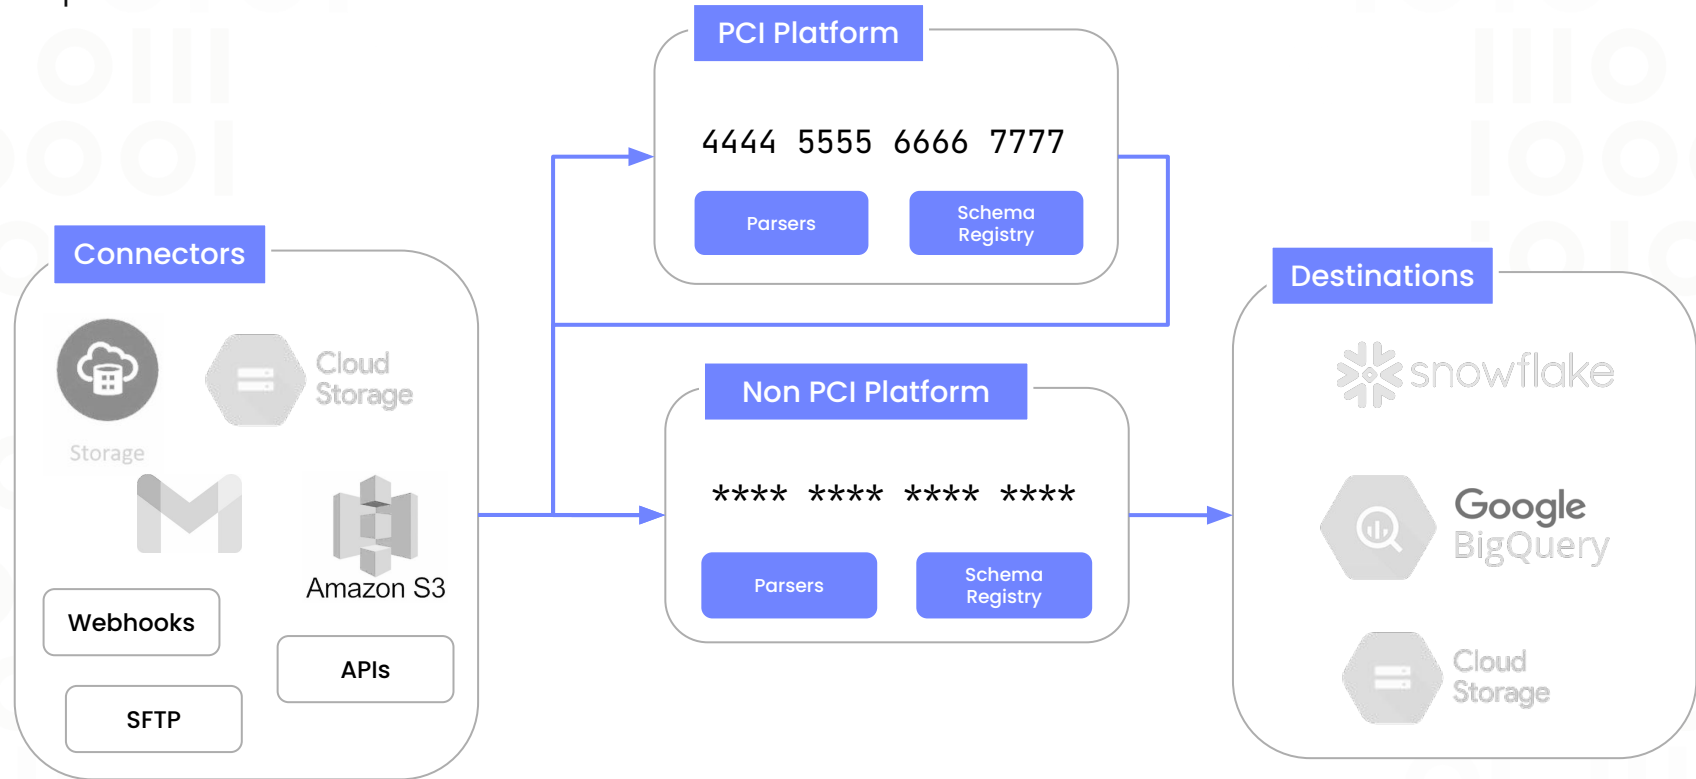 PCI Platform
4444 5555 6666 7777
Parsers
Schema
Registry
Connectors
Storage
Cloud
Storage
Amazon S3
Webhooks
APIs
SFTP
Non PCI Platform
**** **** **** ****
Parsers
Schema
Registry
Destinations
snowflake
Google
BigQuery
Cloud
Storage